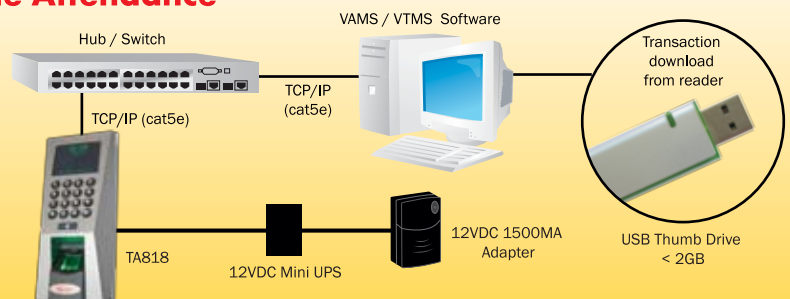 Attendance
VAMS / VTMS Software
Hub / Switch
Transaction
download
from reader
TCP/IP
(cat5e)
TCP/IP (cat5e)
TA818
12VDC Mini UPS
12VDC 1500MA
Adapter
USB Thumb Drive
< 2GB